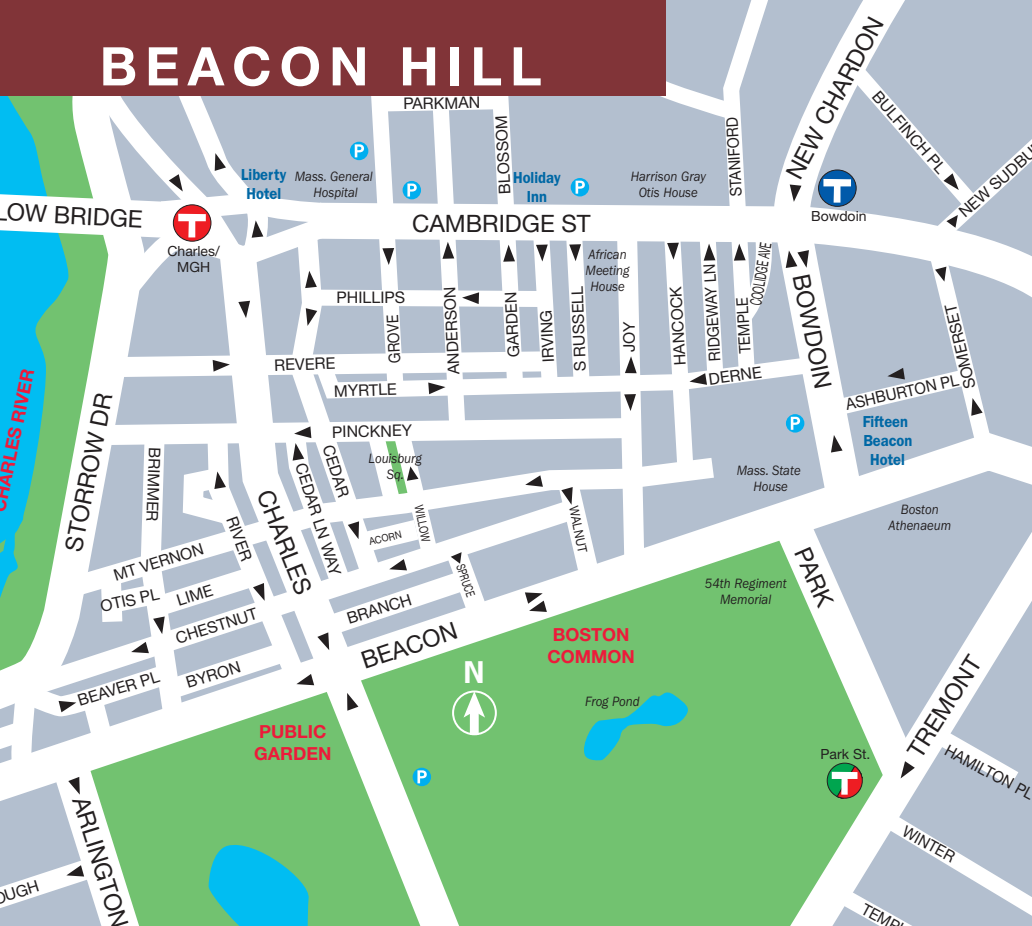 BEACON HILL
NEW CHARDON
PARKMAN
BLOSSOM
STANIFORD
BULFINCH PL
NEW SUDBU
P
P
P
Liberty
Hotel
Mass. General
Hospital
Holiday
Inn
Harrison Gray
Otis House
T
Bowdoin
LOW BRIDGE
T
Charles/
MGH
CAMBRIDGE ST
African
Meeting
House
COOLIDGE AVE
PHILLIPS
GROVE
ANDERSON
GARDEN
IRVING
S RUSSELL
JOY
HANCOCK
RIDGEWAY LN
TEMPLE
BOWDOIN
SOMERSET
REVERE
MYRTLE
DERNE
ASHBURTON PL
CHARLES RIVER
STORROW DR
PINCKNEY
P
Fifteen
Beacon
Hotel
BRIMMER
CEDAR
CEDAR LN WAY
Louisburg
Sq.
Mass. State
House
CHARLES
RIVER
WILLOW
WALNUT
Boston
Athenaeum
MT VERNON
ACORN
SPRUCE
PARK
OTIS PL
LIME
CHESTNUT
BRANCH
54th Regiment
Memorial
BEACON
BOSTON
COMMON
BEAVER PL
BYRON
N
Frog Pond
TREMONT
PUBLIC
GARDEN
P
Park St.
T
HAMILTON PL
ARLINGTON
WINTER
OUGH
TEMPL